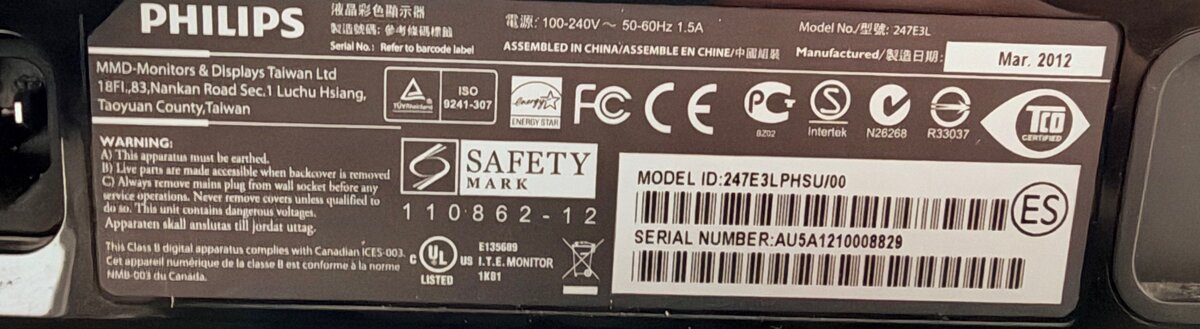 PHILIPS
液晶彩色顯示器
製造號碼: 參考條碼標籤
Serial No.: Refer to barcode label
電源: 100-240V ~ 50-60Hz 1.5A
Model No./型號: 247E3L
ASSEMBLED IN CHINA/ASSEMBLE EN CHINE/中國組裝
Manufactured/製造日期:
Mar. 2012
MMD-Monitors & Displays Taiwan Ltd
18Fl.,83,Nankan Road Sec.1 Luchu Hsiang,
Taoyuan County,Taiwan
TÜVRheinland
ISO
9241-307
energy
ENERGY STAR
FC CE
PCT
BZ02
S
Intertek
N26268
R33037
TCO
CERTIFIED
WARNING:
A) This apparatus must be earthed.
B) Live parts are made accessible when backcover is removed
C) Always remove mains plug from wall socket before any
service operations. Never remove covers unless qualified to
do so. This unit contains dangerous voltages.
Apparaten skall anslutas till jordat uttag.
This Class B digital apparatus complies with Canadian ICES-003.
Cet appareil numérique de la classe B est conforme à la norme
NMB-003 du Canada.
SAFETY
MARK
110862-12
c UL US
LISTED
E135609
I.T.E. MONITOR
1K01
MODEL ID:247E3LPHSU/00
SERIAL NUMBER:AU5A1210008829
ES